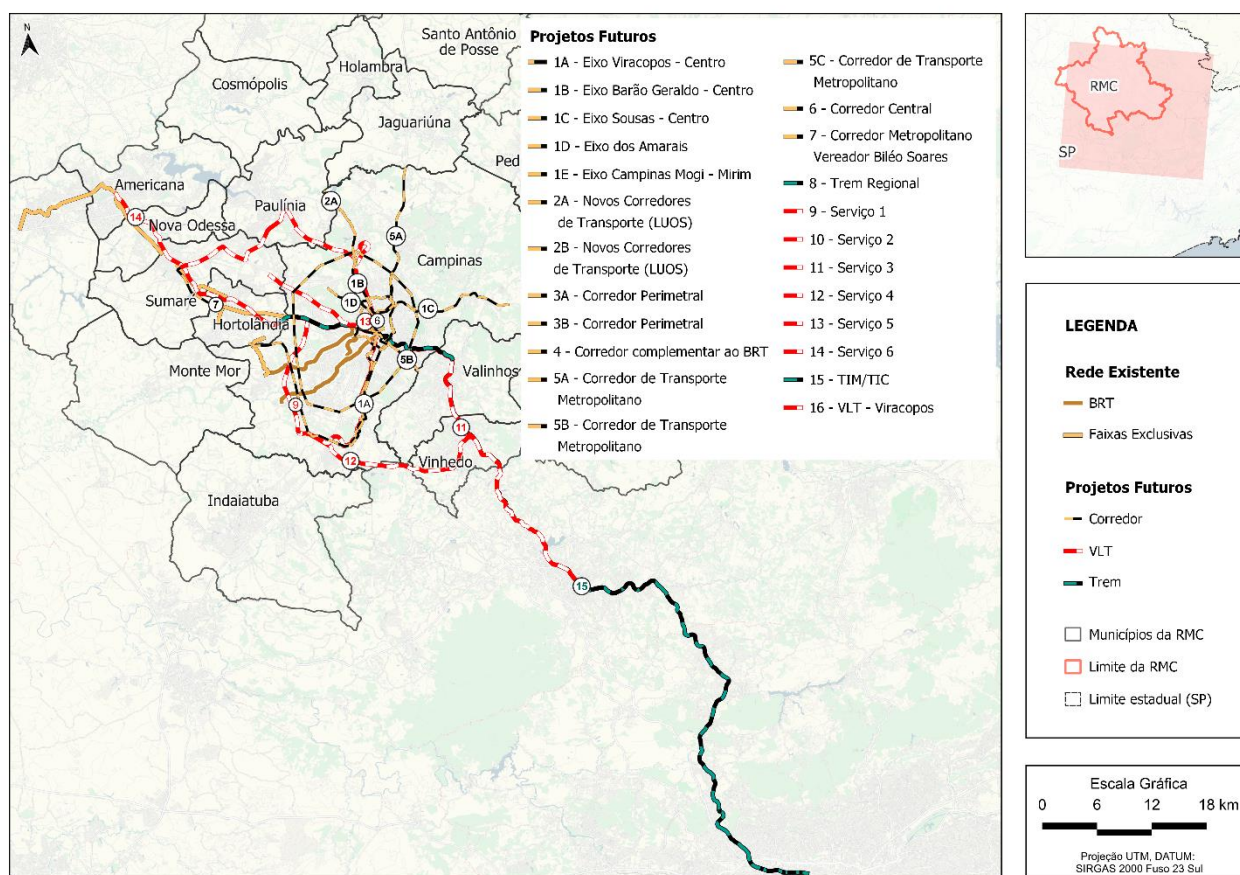 N
Santo Antônio
de Posse
Holambra
Cosmópolis
Jaguariúna
Ped
Americana
14
Nova Odessa
Paulínia
2A
5A
Campinas
1B
1D
1C
Sumare
7
Hortolândia
13
6
5B
Monte Mor
Valinhos
9
1A
11
12
Vinhedo
Indaiatuba
15
Projetos Futuros
1A - Eixo Viracopos - Centro
1B - Eixo Barão Geraldo - Centro
1C - Eixo Sousas - Centro
1D - Eixo dos Amarais
1E - Eixo Campinas Mogi - Mirim
2A - Novos Corredores
de Transporte (LUOS)
2B - Novos Corredores
de Transporte (LUOS)
3A - Corredor Perimetral
3B - Corredor Perimetral
4 - Corredor complementar ao BRT
5A - Corredor de Transporte
Metropolitano
5B - Corredor de Transporte
Metropolitano
5C - Corredor de Transporte
Metropolitano
6 - Corredor Central
7 - Corredor Metropolitano
Vereador Biléo Soares
8 - Trem Regional
9 - Serviço 1
10 - Serviço 2
11 - Serviço 3
12 - Serviço 4
13 - Serviço 5
14 - Serviço 6
15 - TIM/TIC
16 - VLT - Viracopos
RMC
SP
LEGENDA
Rede Existente
BRT
Faixas Exclusivas
Projetos Futuros
Corredor
VLT
Trem
Municípios da RMC
Limite da RMC
Limite estadual (SP)
Escala Gráfica
0 6 12 18 km
Projeção UTM, DATUM:
SIRGAS 2000 Fuso 23 Sul